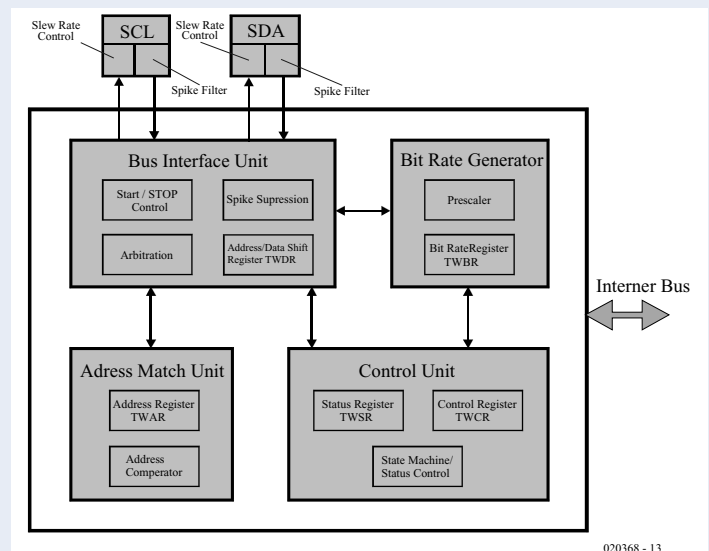 Slew Rate
Control
SCL
Spike Filter
Slew Rate
Control
SDA
Spike Filter
Bus Interface Unit
Start / STOP
Control
Spike Supression
Arbitration
Address/Data Shift
Register TWDR
Bit Rate Generator
Prescaler
Bit RateRegister
TWBR
Interner Bus
Adress Match Unit
Address Register
TWAR
Address
Comperator
Control Unit
Status Register
TWSR
Control Register
TWCR
State Machine/
Status Control
020368 - 13